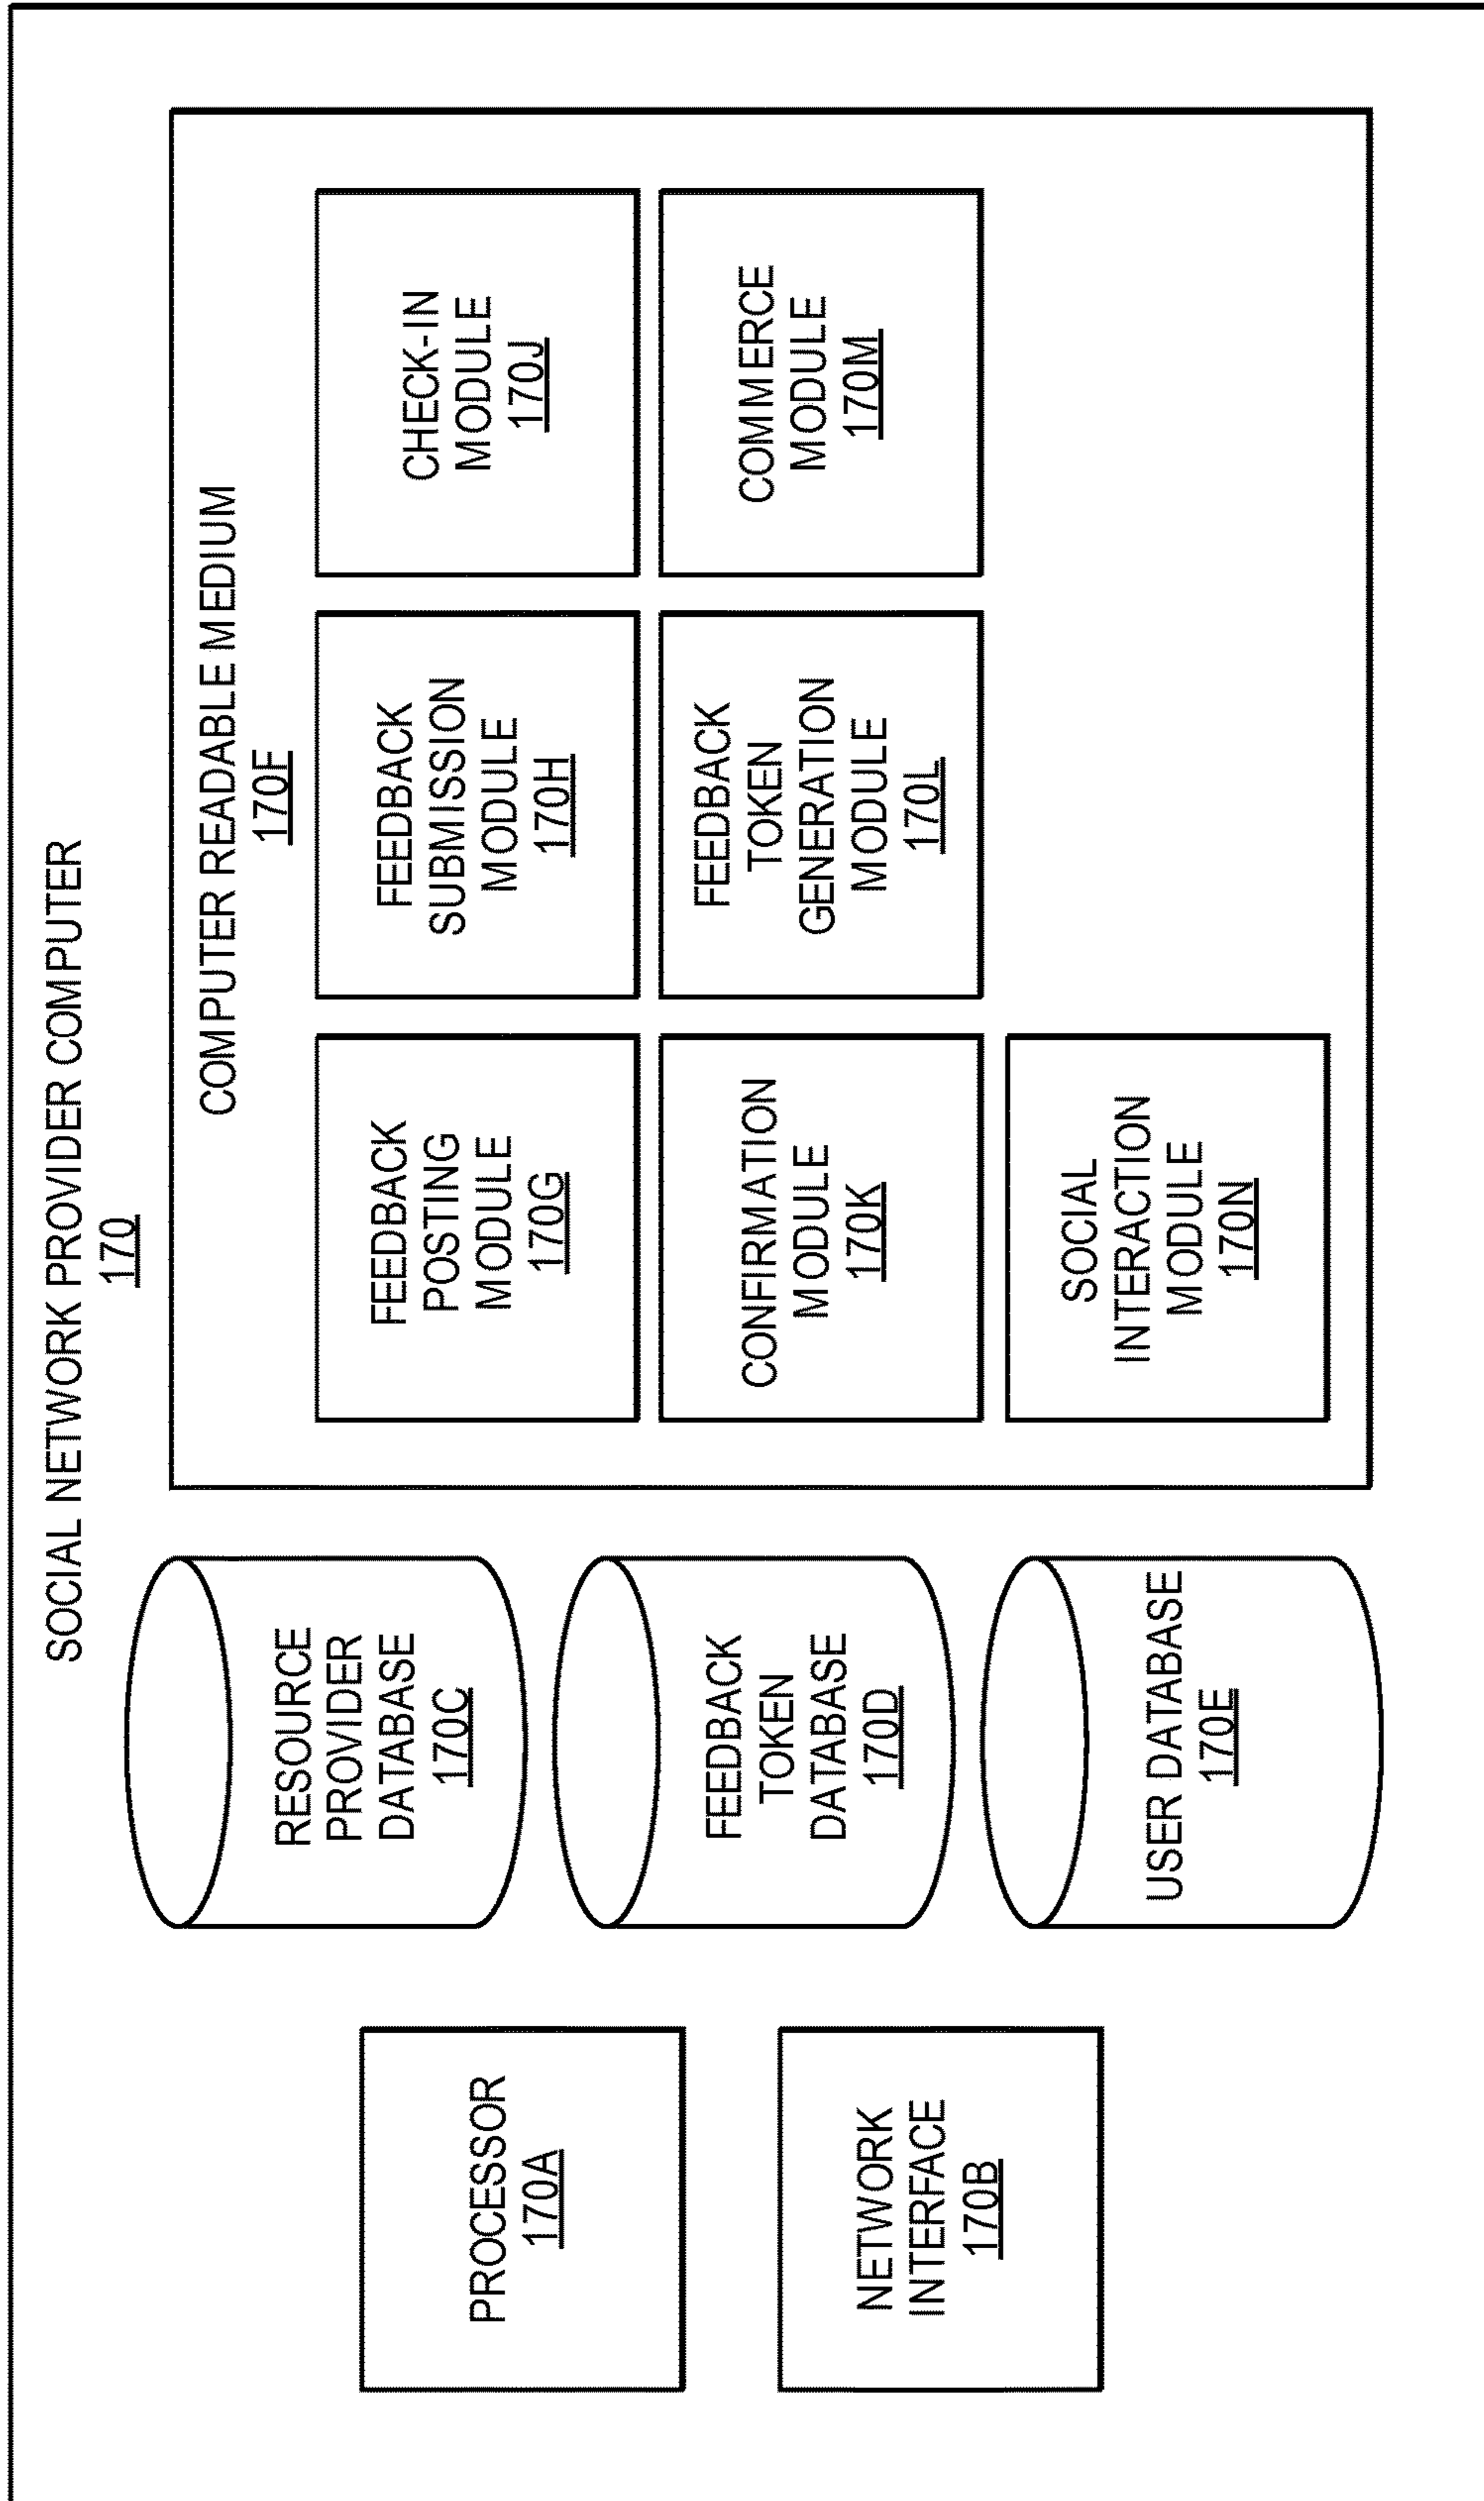 SOCIAL NETWORK PROVIDER COMPUTER
170
PROCESSOR
170A
NETWORK
INTERFACE
170B
RESOURCE
PROVIDER
DATABASE
170C
FEEDBACK
TOKEN
DATABASE
170D
USER DATABASE
170E
COMPUTER READABLE MEDIUM
170F
FEEDBACK
POSTING
MODULE
170G
FEEDBACK
SUBMISSION
MODULE
170H
CHECK-IN
MODULE
170J
CONFIRMATION
MODULE
170K
FEEDBACK
TOKEN
GENERATION
MODULE
170L
COMMERCE
MODULE
170M
SOCIAL
INTERACTION
MODULE
170N